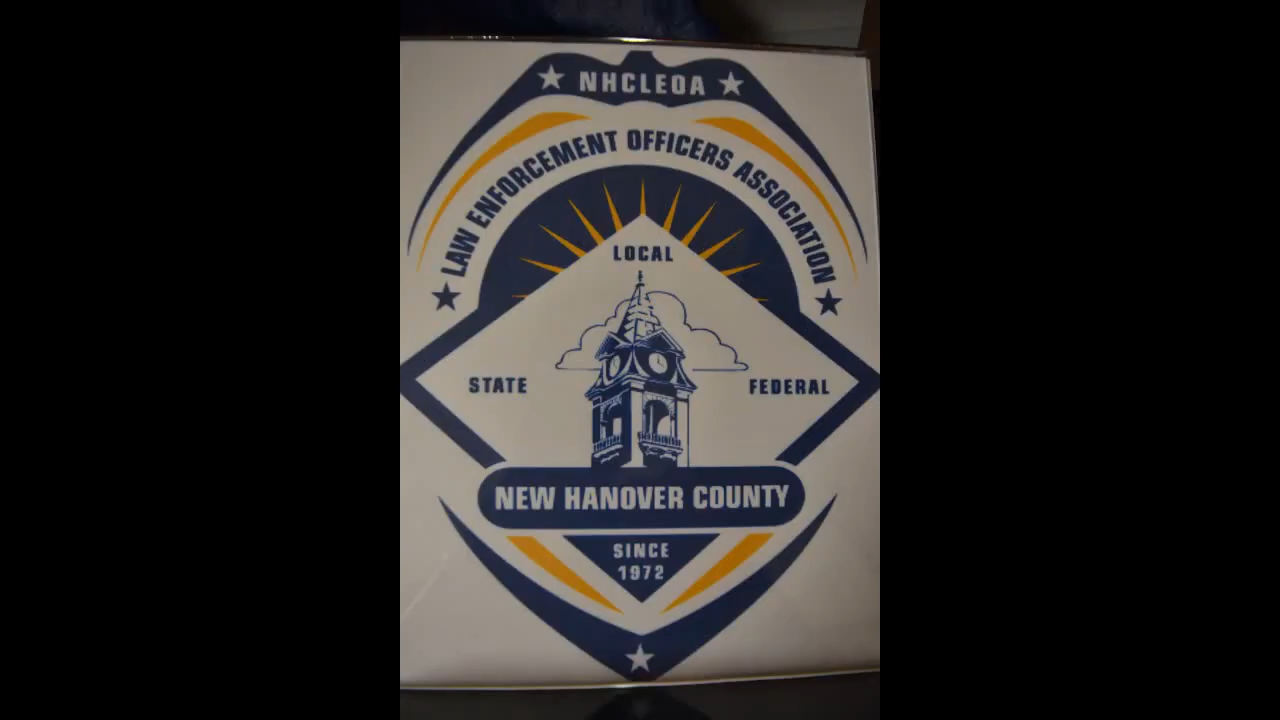 NHCLEOA
LAW ENFORCEMENT OFFICERS ASSOCIATION
LOCAL
STATE
FEDERAL
NEW HANOVER COUNTY
SINCE
1972